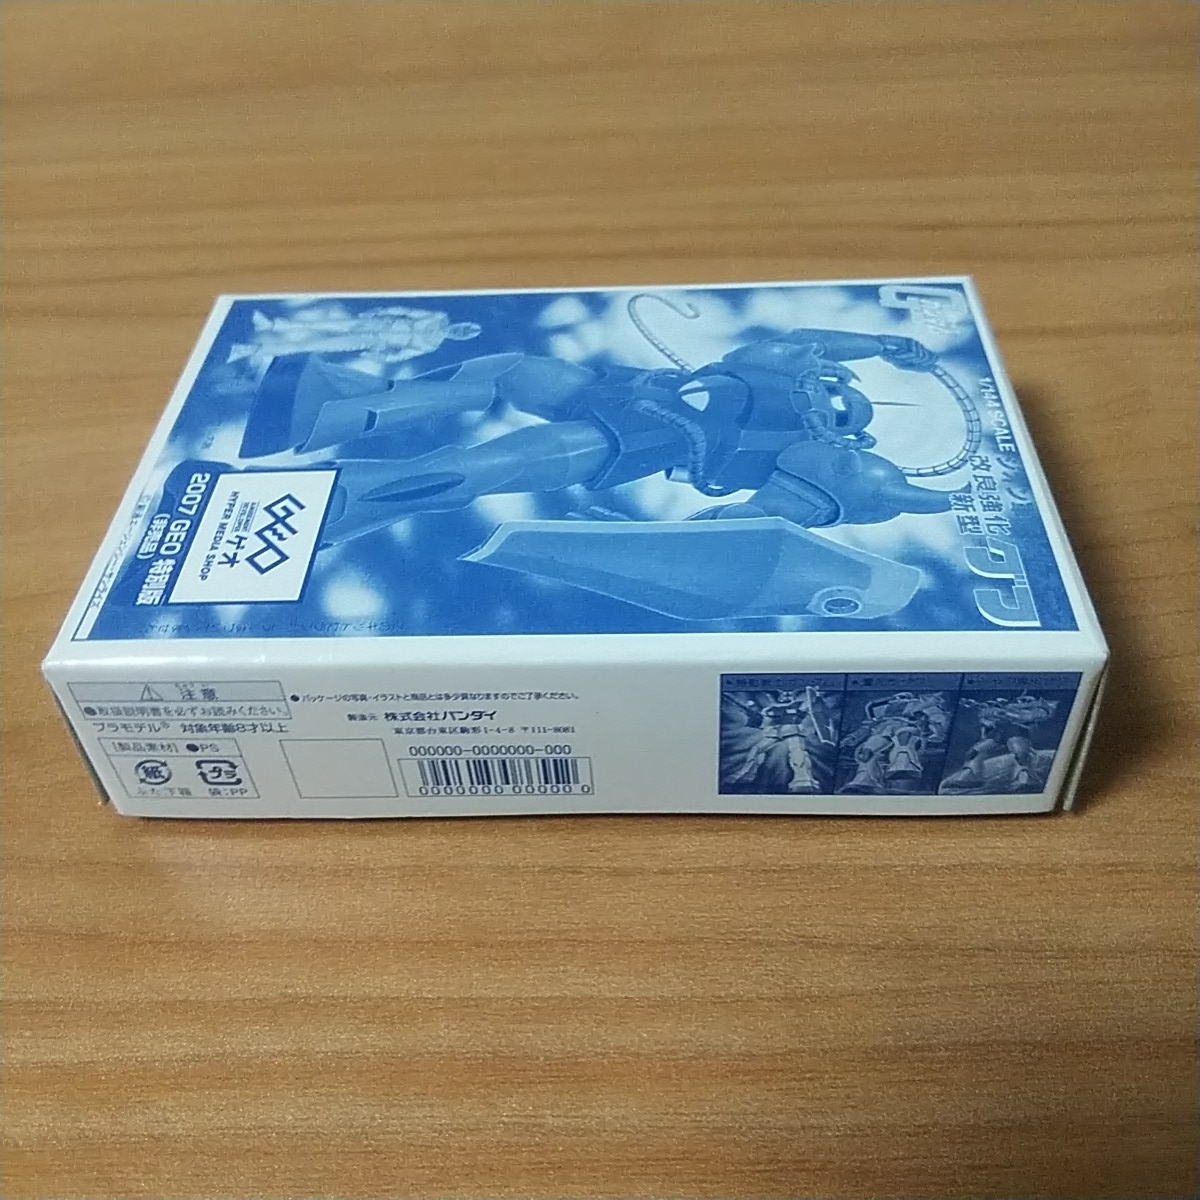 1/144 SCALE ジオン軍
改良強化
新型 グフ
GEO
AMUSEMENT
ゲオ
HYPER MEDIA SHOP
2007 GEO 特別版
(非売品)
注意
●取扱説明書を必ずお読みください。
プラモデル® 対象年齢8才以上
[製品素材] ●PS
紙 プラ
ふた・下箱 袋:PP
●パッケージの写真・イラストと商品とは多少異なりますのでご了承ください。
製造元 株式会社バンダイ
東京都台東区駒形1-4-8 〒111-8081
000000-0000000-000
0000000 00000 0